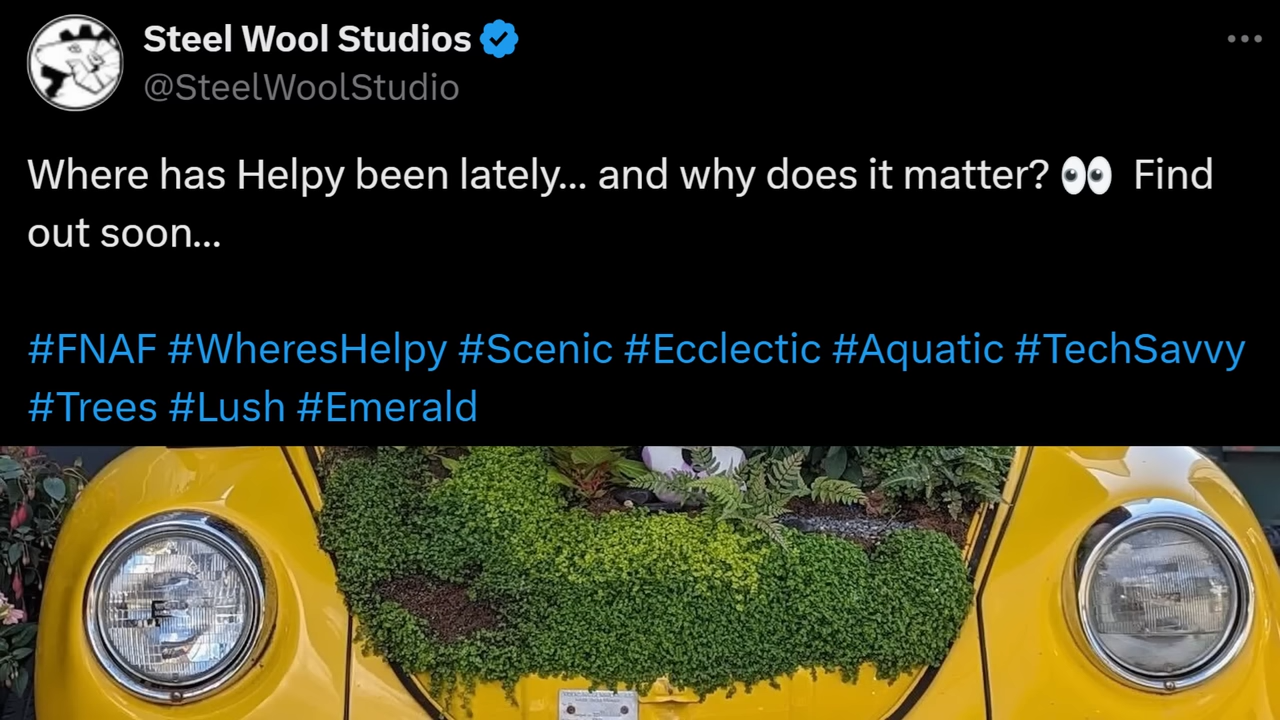 Steel Wool Studios
@SteelWoolStudio
Where has Helpy been lately... and why does it matter? 👀 Find
out soon...
#FNAF #WheresHelpy #Scenic #Ecclectic #Aquatic #TechSavvy
#Trees #Lush #Emerald